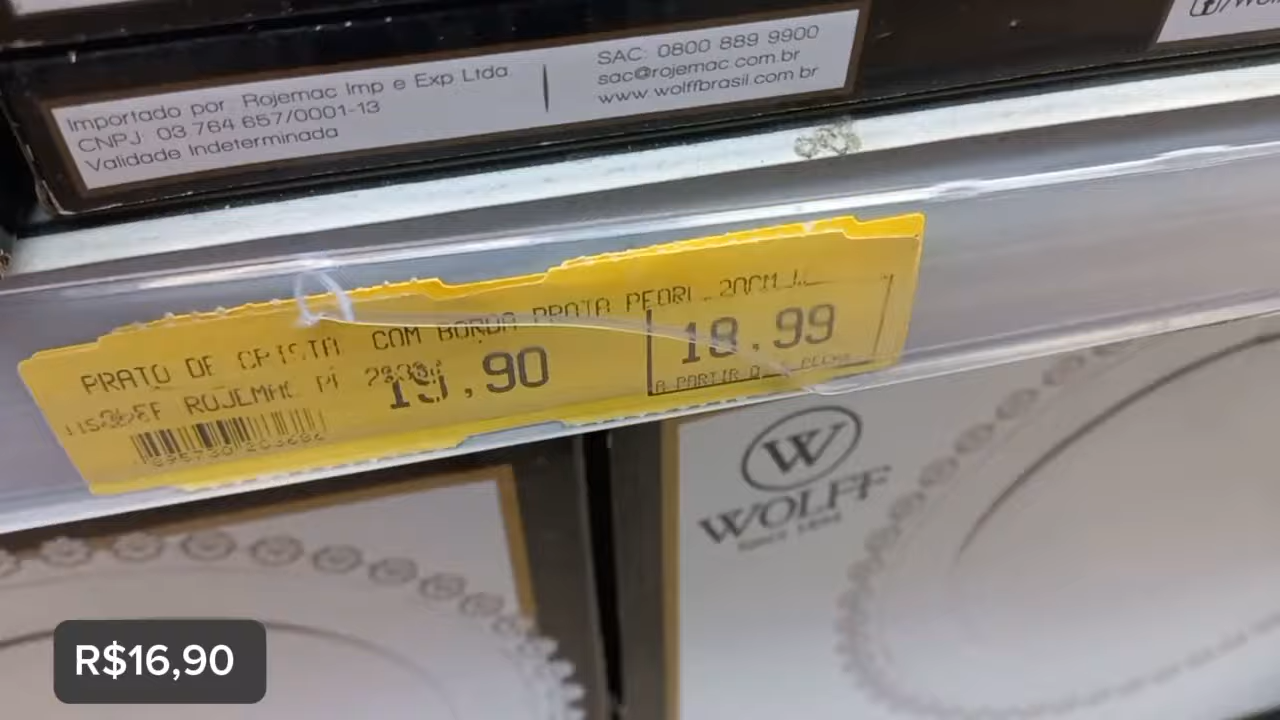 Importado por Rojemac Imp e Exp Ltda
CNPJ: 03 764 657/0001-13
Validade Indeterminada
SAC: 0800 889 9900
sac@rojemac.com.br
www.wolffbrasil.com.br
PRATO DE COM BORDA PRATA 20CM
ROJEMAC
,90
18.99
A PARTIR
W
WOLFF
R$16,90